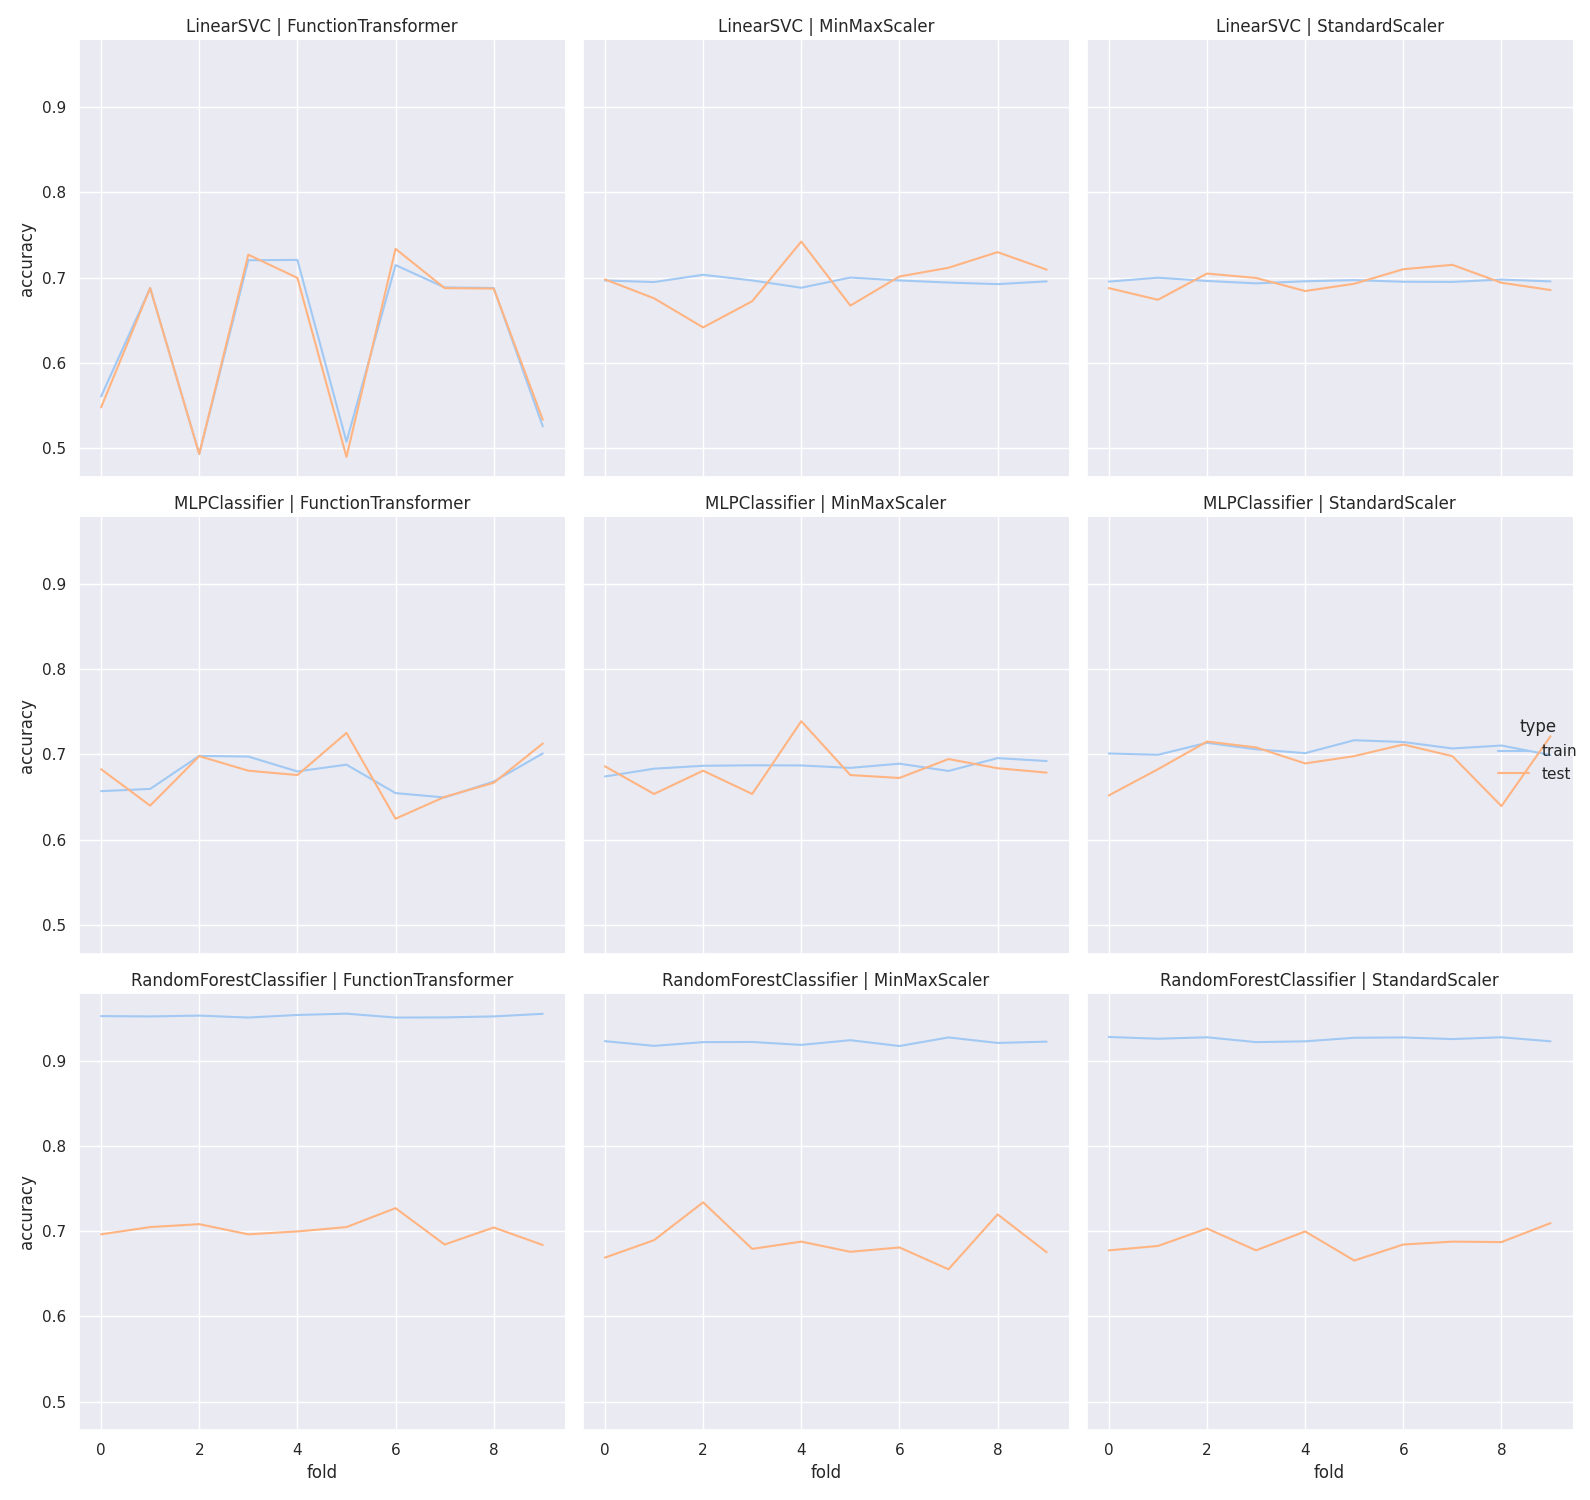 LinearSVC | FunctionTransformer
LinearSVC | MinMaxScaler
LinearSVC | StandardScaler
0.9
0.8
0.7
0.6
0.5
accuracy
MLPClassifier | FunctionTransformer
MLPClassifier | MinMaxScaler
MLPClassifier | StandardScaler
0.9
0.8
0.7
0.6
0.5
accuracy
type
train
test
RandomForestClassifier | FunctionTransformer
RandomForestClassifier | MinMaxScaler
RandomForestClassifier | StandardScaler
0.9
0.8
0.7
0.6
0.5
accuracy
0 2 4 6 8
0 2 4 6 8
0 2 4 6 8
fold
fold
fold